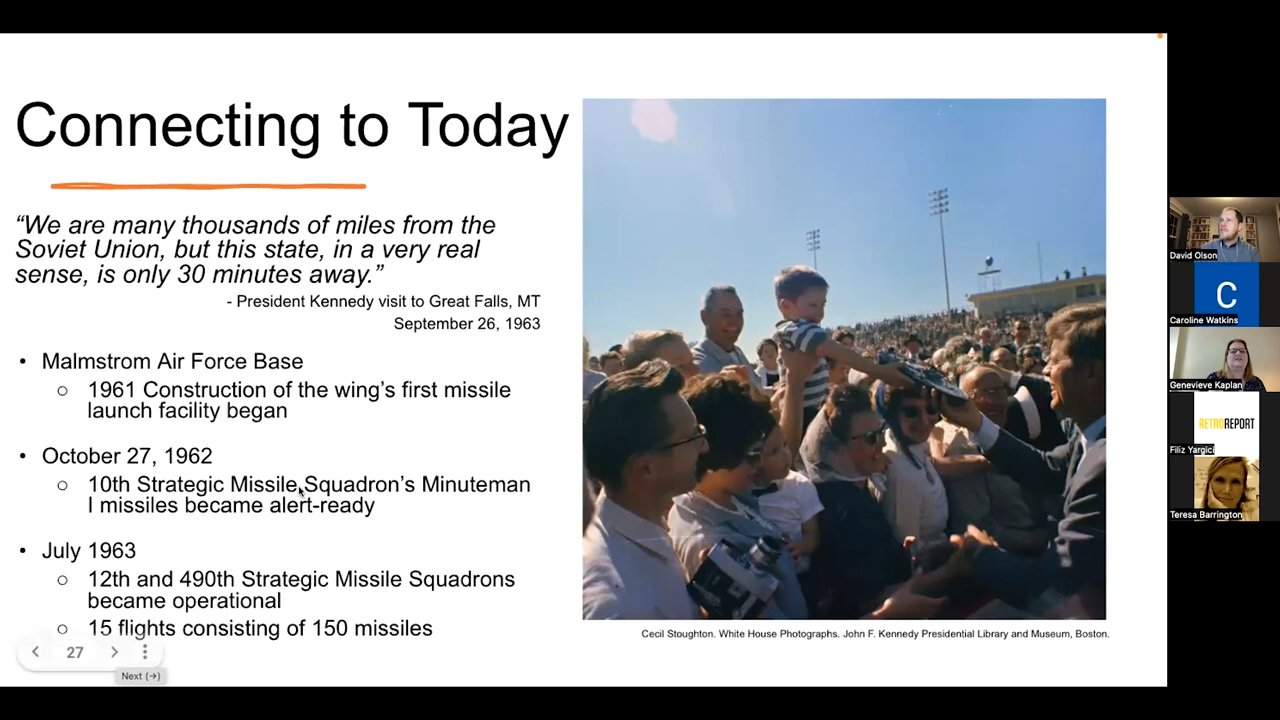 Connecting to Today
“We are many thousands of miles from the
Soviet Union, but this state, in a very real
sense, is only 30 minutes away.”
- President Kennedy visit to Great Falls, MT
September 26, 1963
• Malmstrom Air Force Base
○ 1961 Construction of the wing’s first missile
launch facility began
• October 27, 1962
○ 10th Strategic Missile Squadron’s Minuteman
I missiles became alert-ready
• July 1963
○ 12th and 490th Strategic Missile Squadrons
became operational
○ 15 flights consisting of 150 missiles
27
Next (→)
Cecil Stoughton. White House Photographs. John F. Kennedy Presidential Library and Museum, Boston.
David Olson
C
Caroline Watkins
Genevieve Kaplan
RETROREPORT
Filiz Yargici
Teresa Barrington